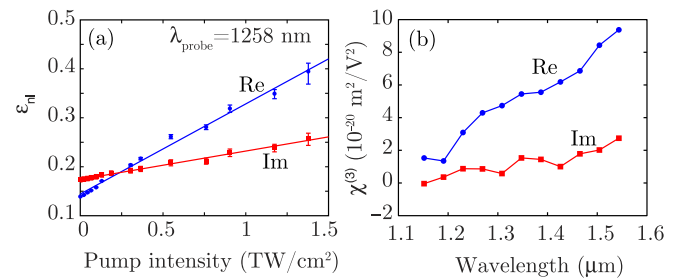 (a) λprobe=1258 nm
Re
Im
εnl
0.5
0.4
0.3
0.2
0.1
0 0.5 1.0 1.5
Pump intensity (TW/cm²)
(b)
Re
Im
χ⁽³⁾ (10⁻²⁰ m²/V²)
10
8
6
4
2
0
−2
1.1 1.2 1.3 1.4 1.5 1.6
Wavelength (μm)